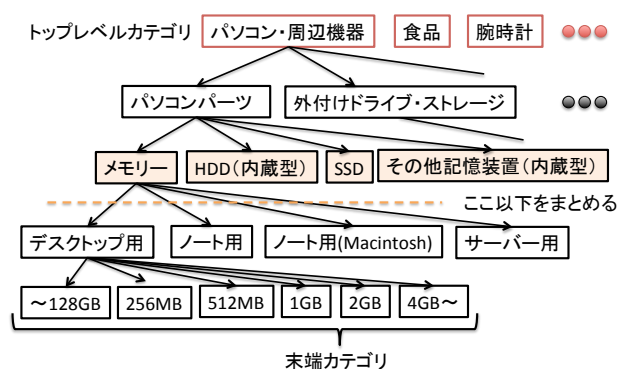 トップレベルカテゴリ パソコン・周辺機器 食品 腕時計
パソコンパーツ 外付けドライブ・ストレージ
メモリー HDD(内蔵型) SSD その他記憶装置(内蔵型)
ここ以下をまとめる
デスクトップ用 ノート用 ノート用(Macintosh) サーバー用
～128GB 256MB 512MB 1GB 2GB 4GB～
末端カテゴリ